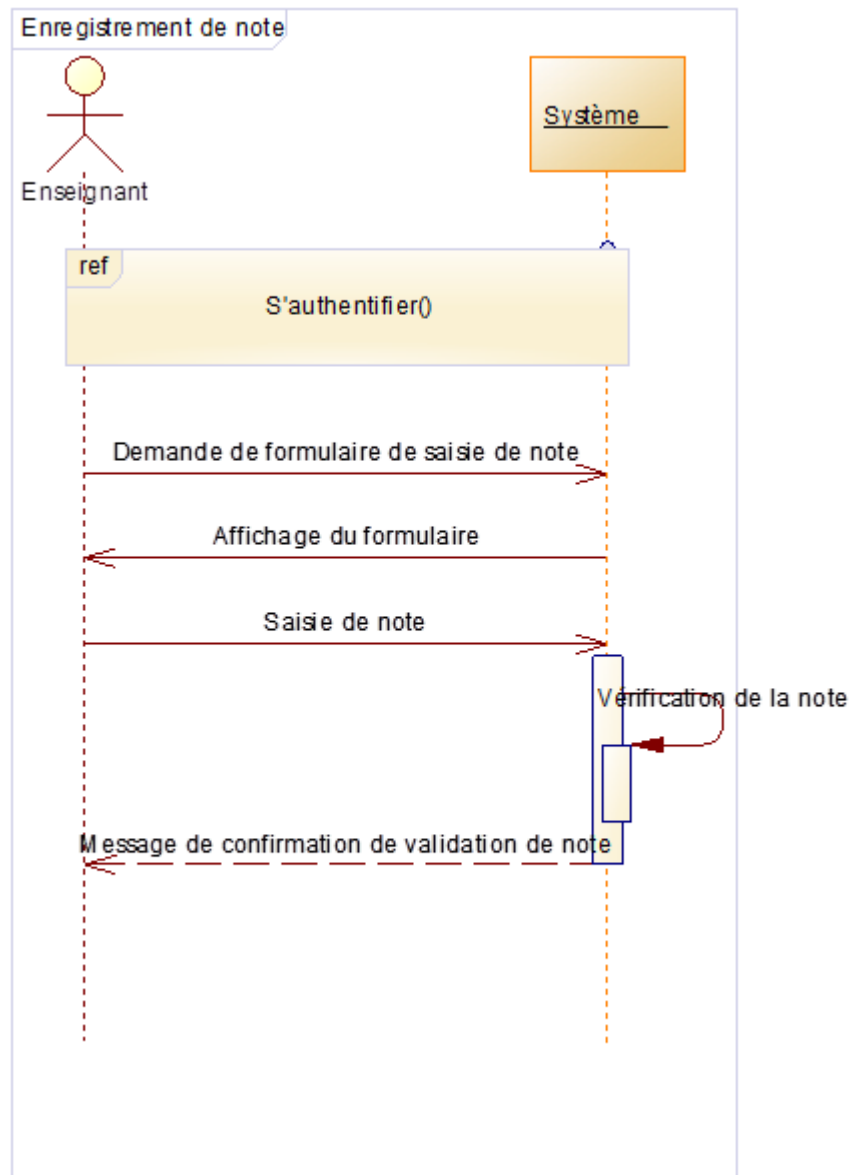 Enregistrement de note
Système
Enseignant
ref
S'authentifier()
Demande de formulaire de saisie de note
Affichage du formulaire
Saisie de note
Vérification de la note
Message de confirmation de validation de note